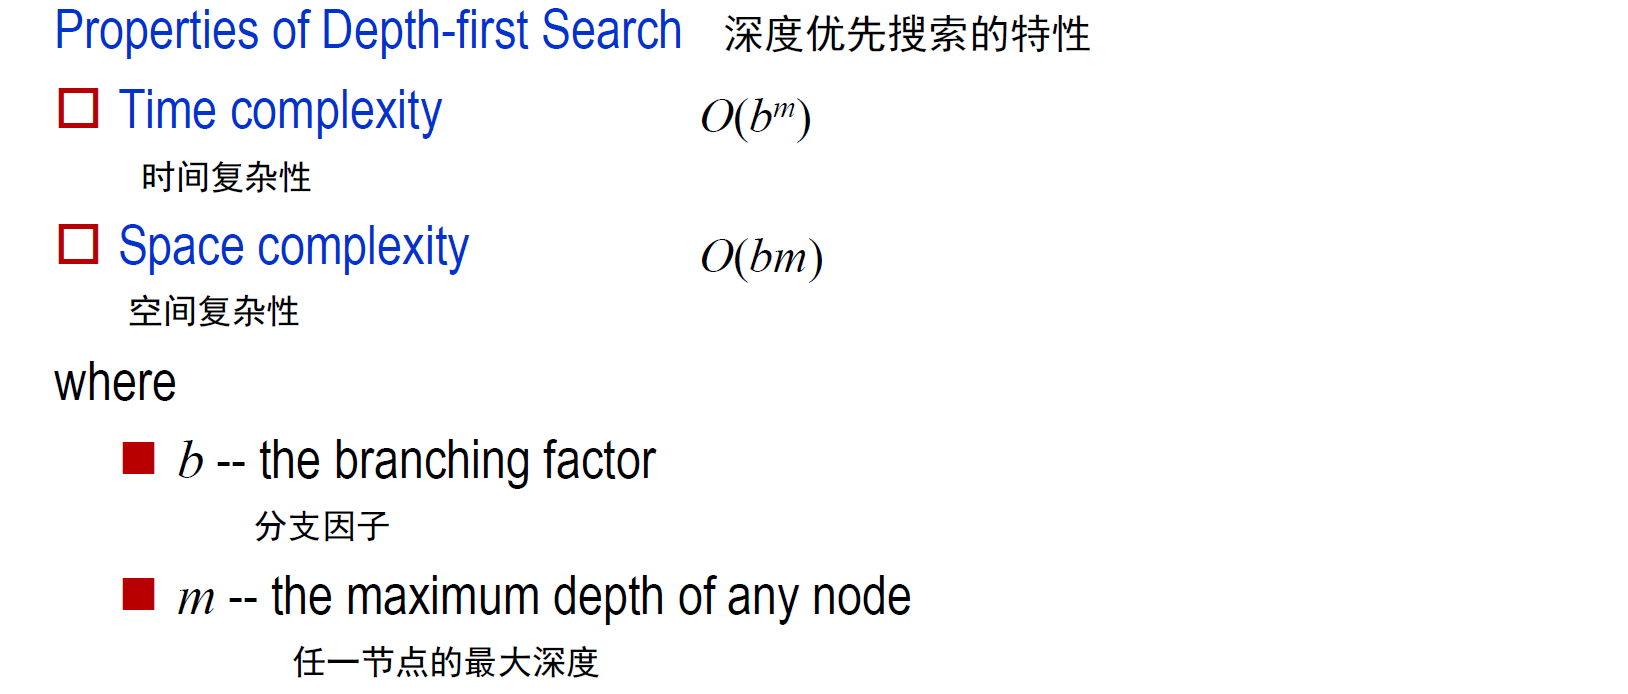 Properties of Depth-first Search 深度优先搜索的特性
Time complexity O(b^m)
时间复杂性
Space complexity O(bm)
空间复杂性
where
b -- the branching factor
分支因子
m -- the maximum depth of any node
任一节点的最大深度